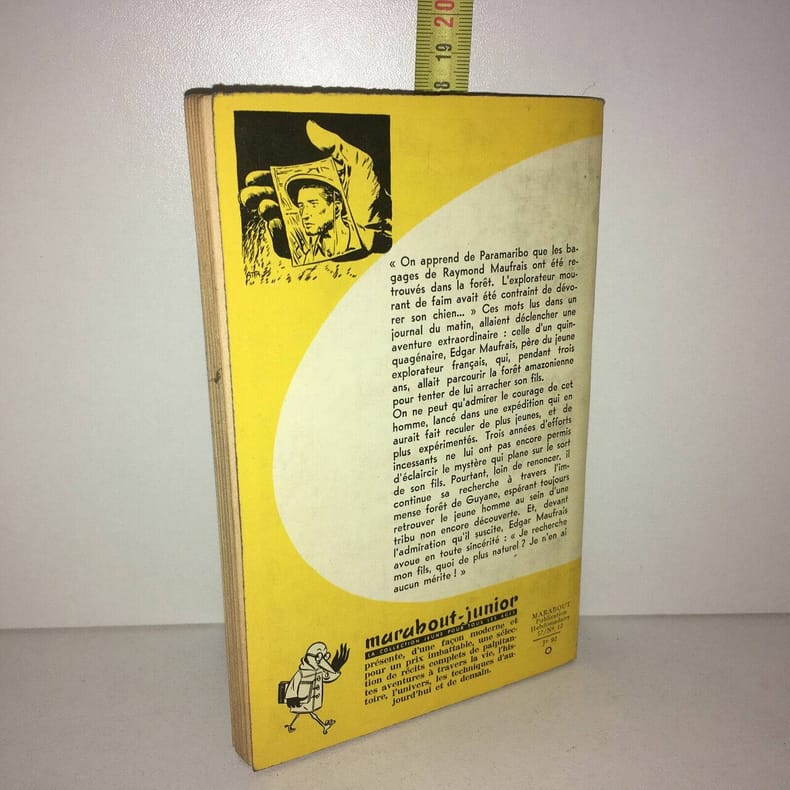 8 19 20
« On apprend de Paramaribo que les ba-
gages de Raymond Maufrais ont été re-
trouvés dans la forêt. L'explorateur mou-
rant de faim avait été contraint de dévo-
rer son chien... » Ces mots lus dans un
journal du matin, allaient déclencher une
aventure extraordinaire : celle d'un quin-
quagénaire, Edgar Maufrais, père du jeune
explorateur français, qui, pendant trois
ans, allait parcourir la forêt amazonienne
pour tenter de lui arracher son fils.
On ne peut qu'admirer le courage de cet
homme, lancé dans une expédition qui en
aurait fait reculer de plus jeunes, et de
plus expérimentés. Trois années d'efforts
incessants ne lui ont pas encore permis
d'éclaircir le mystère qui plane sur le sort
de son fils. Pourtant, loin de renoncer, il
continue sa recherche à travers l'im-
mense forêt de Guyane, espérant toujours
retrouver le jeune homme au sein d'une
tribu non encore découverte. Et, devant
l'admiration qu'il suscite, Edgar Maufrais
avoue en toute sincérité : « Je recherche
mon fils, quoi de plus naturel ? Je n'en ai
aucun mérite ! »
marabout-junior
LA COLLECTION JEUNE POUR TOUS LES AGES
présente, d'une façon moderne et
pour un prix imbattable, une sélec-
tion de récits complets de palpitan-
tes aventures à travers la vie, l'his-
toire, l'univers, les techniques d'au-
jourd'hui et de demain.
MARABOUT
Publication
Hebdomadaire